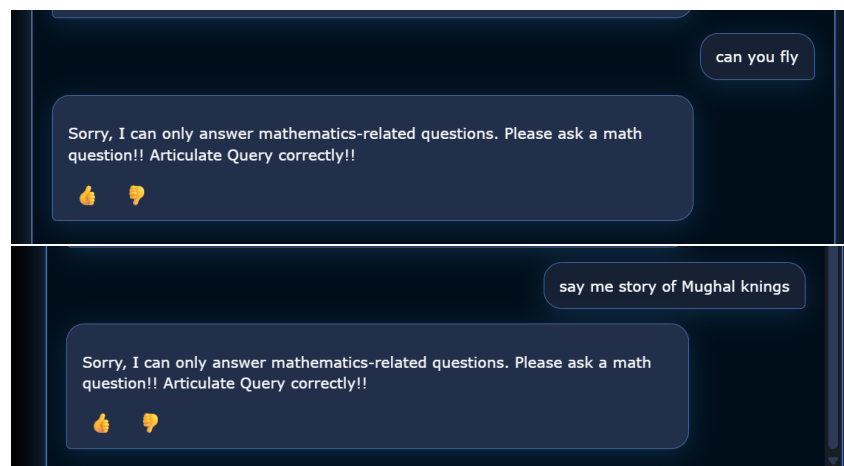 can you fly
Sorry, I can only answer mathematics-related questions. Please ask a math
question!! Articulate Query correctly!!
say me story of Mughal knings
Sorry, I can only answer mathematics-related questions. Please ask a math
question!! Articulate Query correctly!!